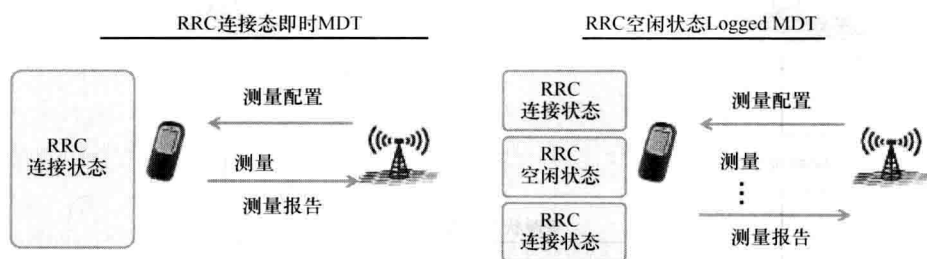 RRC连接态即时MDT
RRC
连接状态
测量配置
测量
测量报告
RRC空闲状态Logged MDT
RRC
连接状态
RRC
空闲状态
RRC
连接状态
测量配置
测量
测量报告